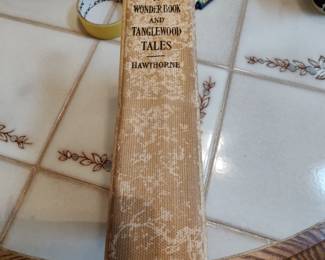 WONDER BOOK
AND
TANGLEWOOD
TALES
HAWTHORNE